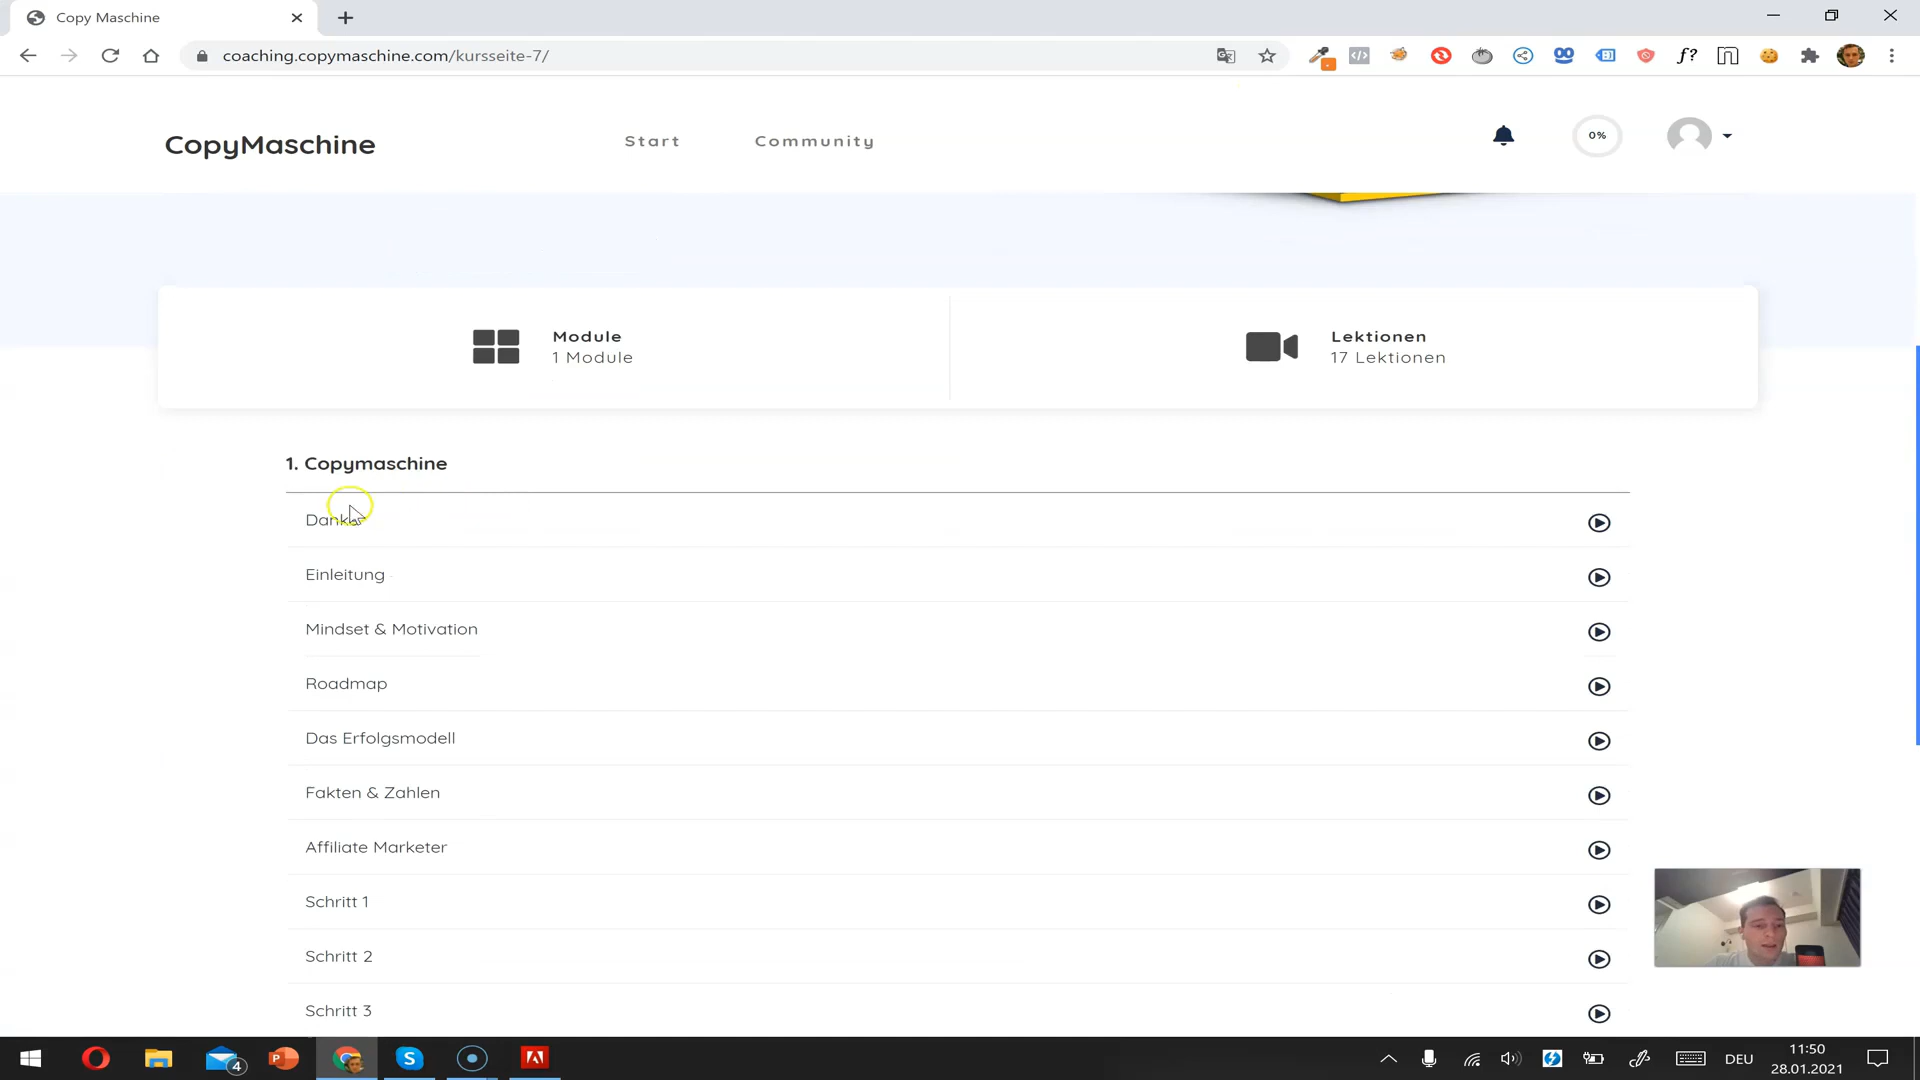 Copy Maschine
coaching.copymaschine.com/kursseite-7/
CopyMaschine
Start
Community
0%
Module
1 Module
Lektionen
17 Lektionen
1. Copymaschine
Danke
Einleitung
Mindset & Motivation
Roadmap
Das Erfolgsmodell
Fakten & Zahlen
Affiliate Marketer
Schritt 1
Schritt 2
Schritt 3
4
DEU
11:50
28.01.2021